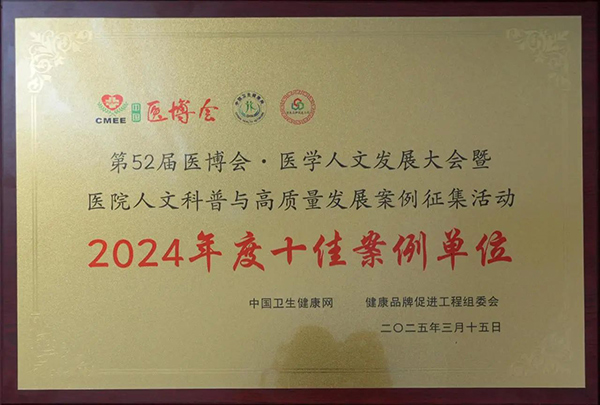 CMEE 中国 医博会
第52届医博会·医学人文发展大会暨
医院人文科普与高质量发展案例征集活动
2024年度十佳案例单位
中国卫生健康网 健康品牌促进工程组委会
二〇二五年三月十五日